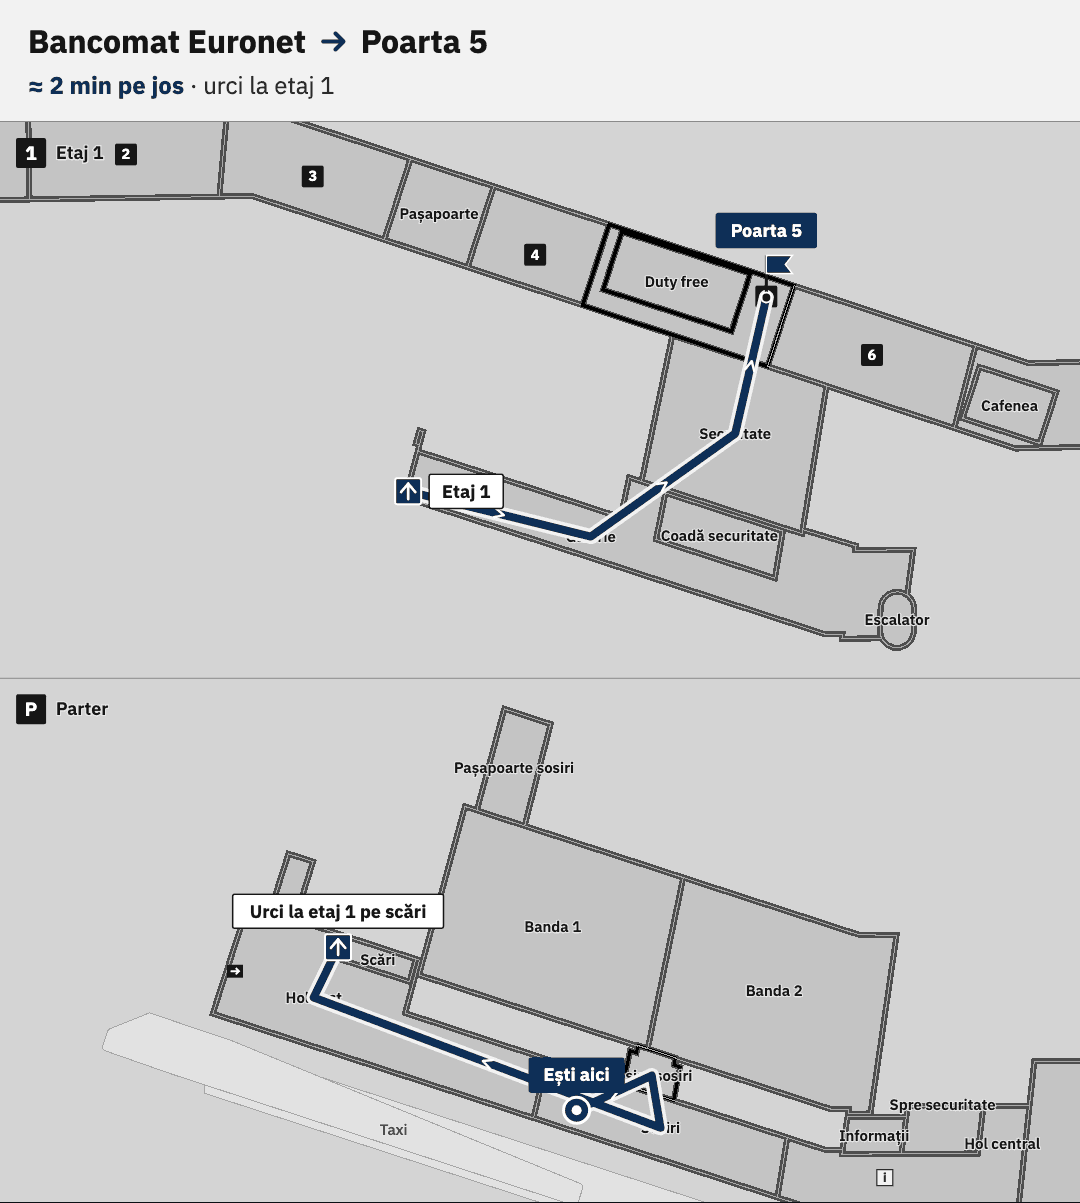 Bancomat Euronet → Poarta 5
≈ 2 min pe jos · urci la etaj 1
1 Etaj 1 2
3
Pașapoarte
4
Poarta 5
Duty free
6
Cafenea
Etaj 1
Coadă securitate
Escalator
P Parter
Pașapoarte sosiri
Urci la etaj 1 pe scări
Banda 1
Scări
Banda 2
Ești aici
Taxi
Spre securitate
Informații
Hol central
i